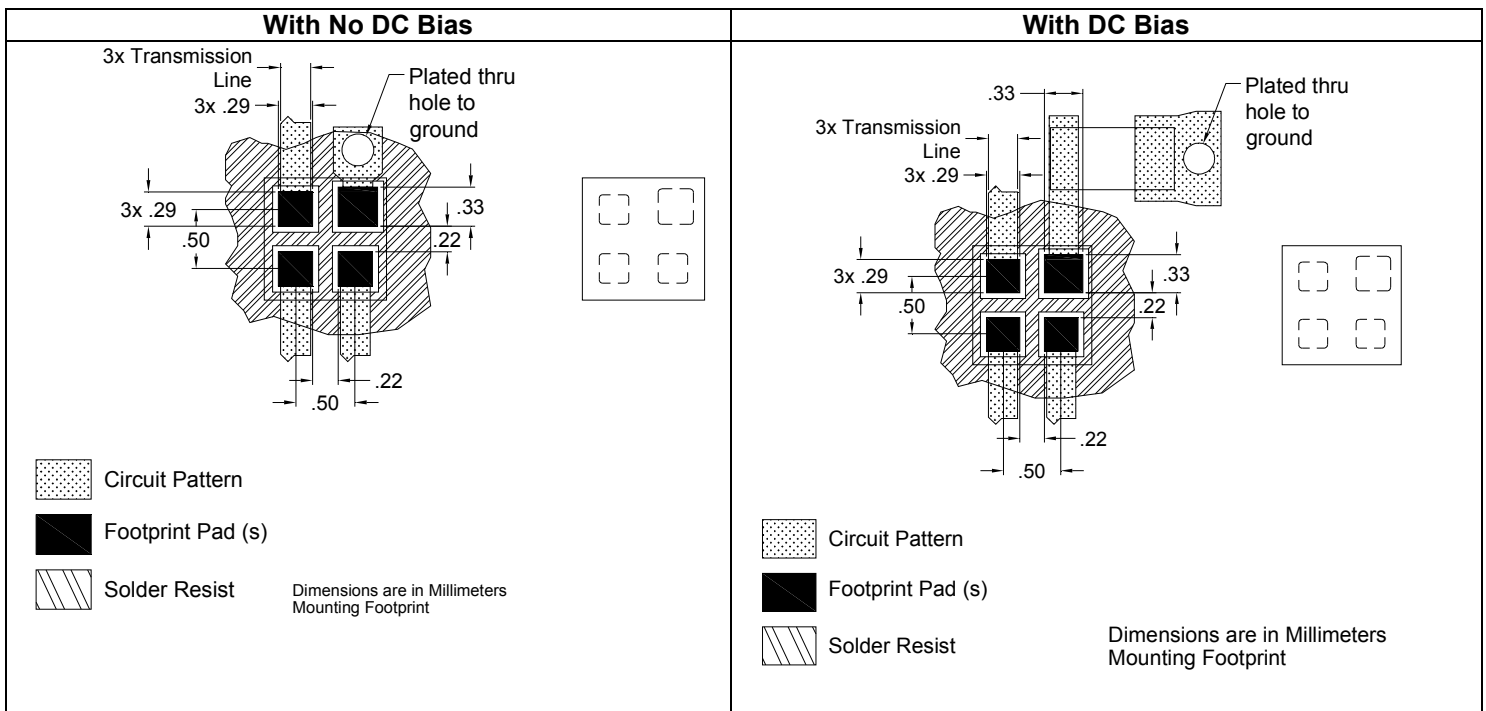 With No DC Bias
3x Transmission
Line
3x .29
Plated thru
hole to
ground
3x .29
.50
.33
.22
.22
.50
Circuit Pattern
Footprint Pad (s)
Solder Resist
Dimensions are in Millimeters
Mounting Footprint
With DC Bias
.33
Plated thru
hole to
ground
3x Transmission
Line
3x .29
3x .29
.50
.33
.22
.22
.50
Circuit Pattern
Footprint Pad (s)
Solder Resist
Dimensions are in Millimeters
Mounting Footprint